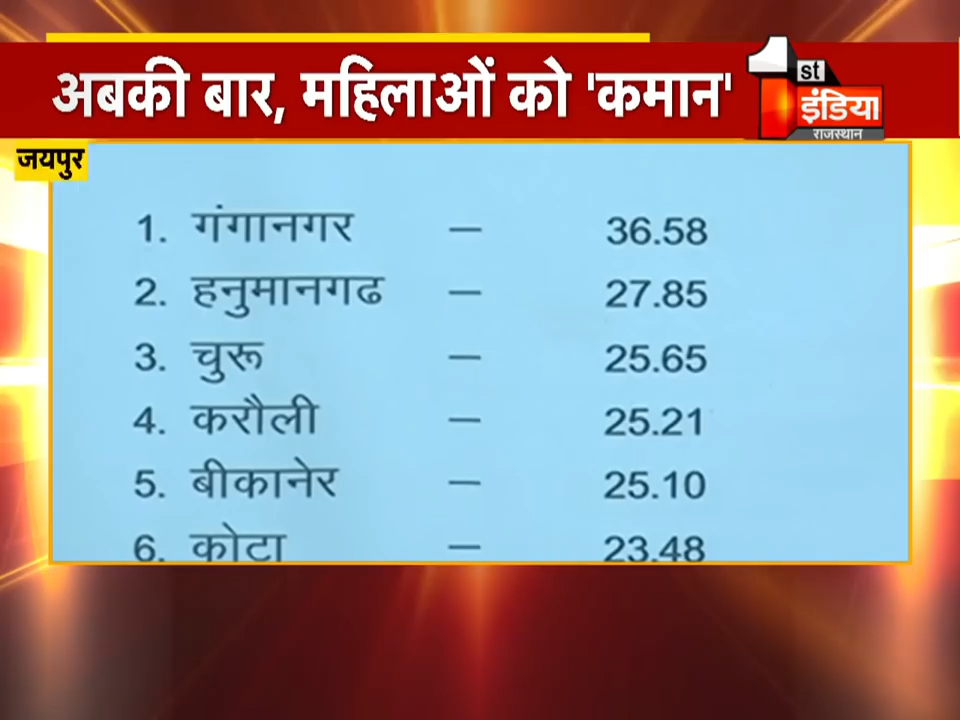 अबकी बार, महिलाओं को 'कमान'
1st
इंडिया
राजस्थान
जयपुर
1. गंगानगर — 36.58
2. हनुमानगढ — 27.85
3. चुरू — 25.65
4. करौली — 25.21
5. बीकानेर — 25.10
6. कोटा — 23.48